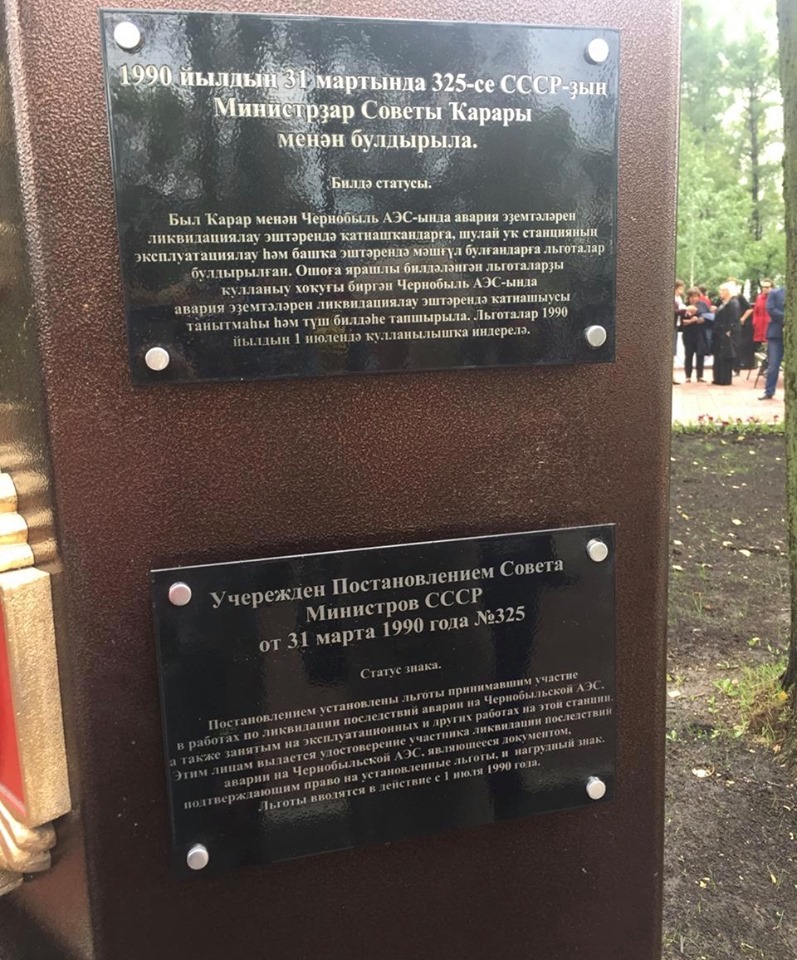 1990 йылдың 31 мартында 325-се СССР-ҙың
Министрҙар Советы Ҡарары
менән булдырыла.
Билдә статусы.
Был Ҡарар менән Чернобыль АЭС-ында авария эҙемтәләрен
ликвидациялау эштәрендә ҡатнашҡандарға, шулай уҡ станцияның
эксплуатациялау һәм башҡа эштәрендә мәшғүл булғандарға льготалар
булдырылған. Ошоға ярашлы билдәләнгән льготаларҙы
ҡулланыу хоҡуғы биргән Чернобыль АЭС-ында
авария эҙемтәләрен ликвидациялау эштәрендә ҡатнашыусы
танытмаһы һәм түш билдәһе тапшырыла. Льготалар 1990
йылдың 1 июлендә ҡулланылышҡа индерелә.
Учережден Постановлением Совета
Министров СССР
от 31 марта 1990 года №325
Статус знака.
Постановлением установлены льготы принимавшим участие
в работах по ликвидации последствий аварии на Чернобыльской АЭС,
а также занятым на эксплуатационных и других работах на этой станции.
Этим лицам выдается удостоверение участника ликвидации последствий
аварии на Чернобыльской АЭС, являющееся документом,
подтверждающим право на установленные льготы, и нагрудный знак.
Льготы вводятся в действие с 1 июля 1990 года.